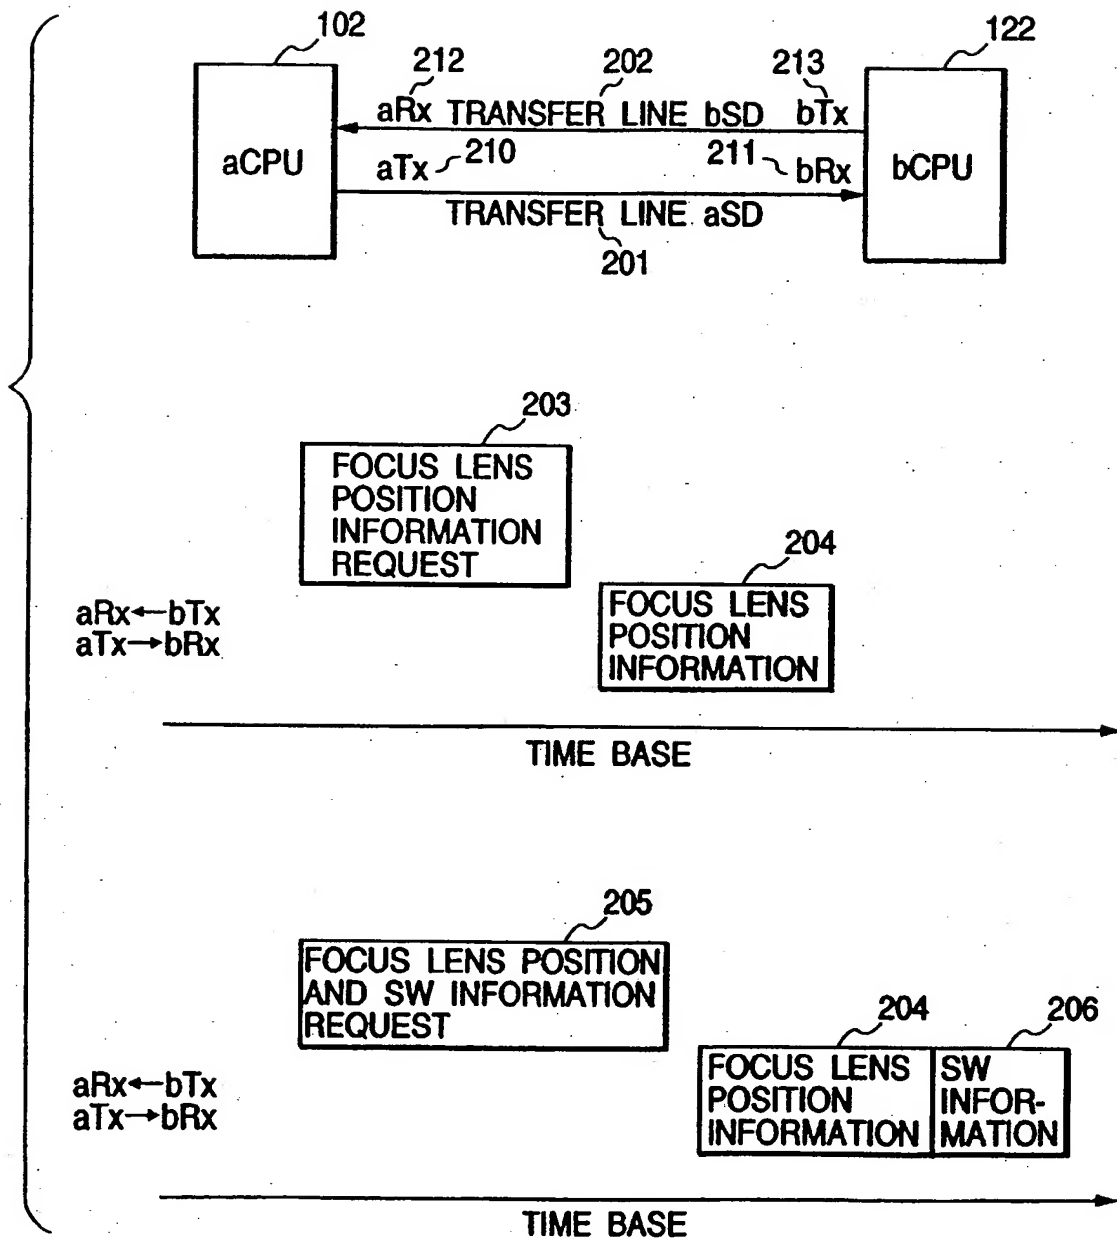 102
122
212
202
213
aRx TRANSFER LINE bSD bTx
aCPU
bCPU
aTx 210
211 bRx
TRANSFER LINE aSD
201
203
FOCUS LENS
POSITION
INFORMATION
REQUEST
204
FOCUS LENS
POSITION
INFORMATION
aRx←bTx
aTx→bRx
TIME BASE
205
FOCUS LENS POSITION
AND SW INFORMATION
REQUEST
204
206
FOCUS LENS
POSITION
INFORMATION
SW
INFOR-
MATION
aRx←bTx
aTx→bRx
TIME BASE